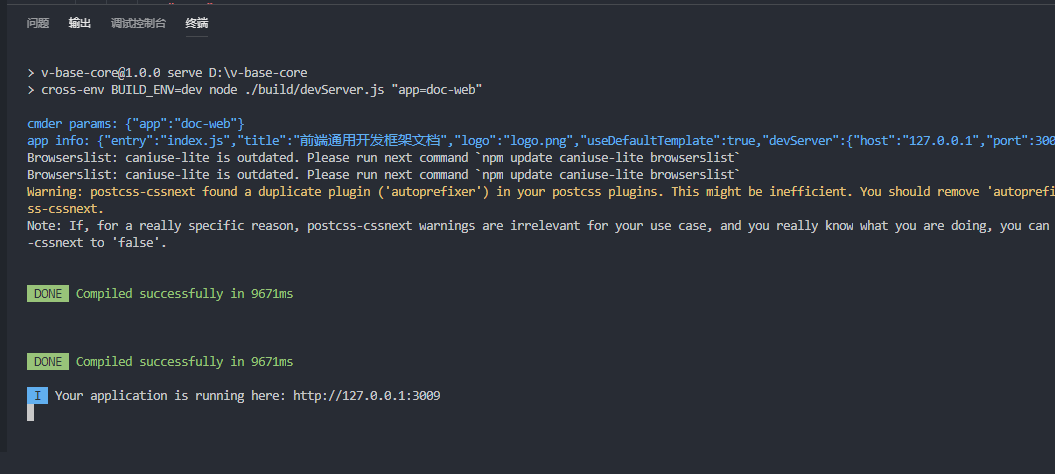 问题 输出 调试控制台 终端
> v-base-core@1.0.0 serve D:\v-base-core
> cross-env BUILD_ENV=dev node ./build/devServer.js "app=doc-web"
cmder params: {"app":"doc-web"}
app info: {"entry":"index.js","title":"前端通用开发框架文档","logo":"logo.png","useDefaultTemplate":true,"devServer":{"host":"127.0.0.1","port":300
Browserslist: caniuse-lite is outdated. Please run next command `npm update caniuse-lite browserslist`
Browserslist: caniuse-lite is outdated. Please run next command `npm update caniuse-lite browserslist`
Warning: postcss-cssnext found a duplicate plugin ('autoprefixer') in your postcss plugins. This might be inefficient. You should remove 'autoprefi
ss-cssnext.
Note: If, for a really specific reason, postcss-cssnext warnings are irrelevant for your use case, and you really know what you are doing, you can
-cssnext to 'false'.
DONE Compiled successfully in 9671ms
DONE Compiled successfully in 9671ms
I Your application is running here: http://127.0.0.1:3009